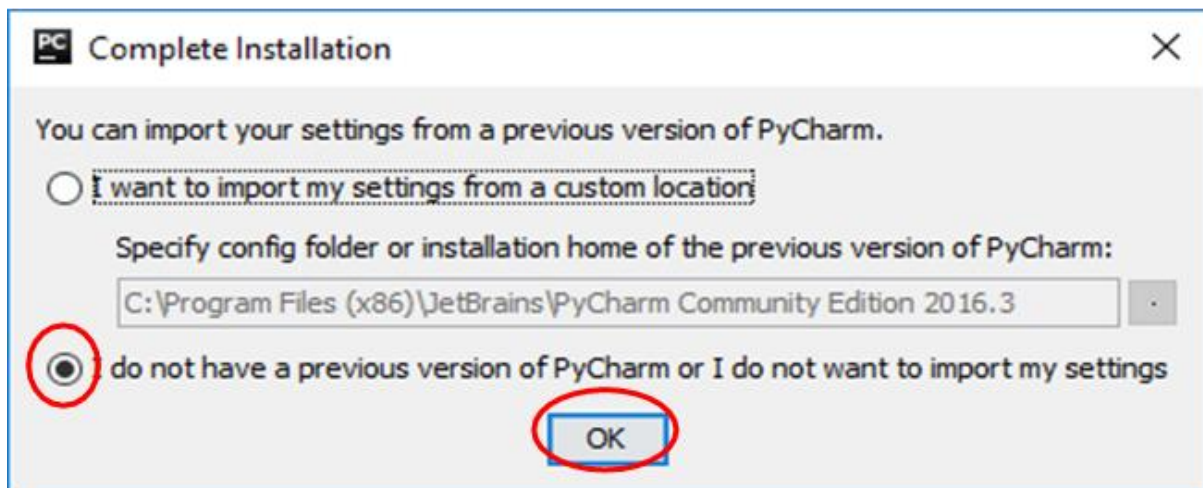 PC
Complete Installation
You can import your settings from a previous version of PyCharm.
I want to import my settings from a custom location
Specify config folder or installation home of the previous version of PyCharm:
C:\Program Files (x86)\JetBrains\PyCharm Community Edition 2016.3
I do not have a previous version of PyCharm or I do not want to import my settings
OK